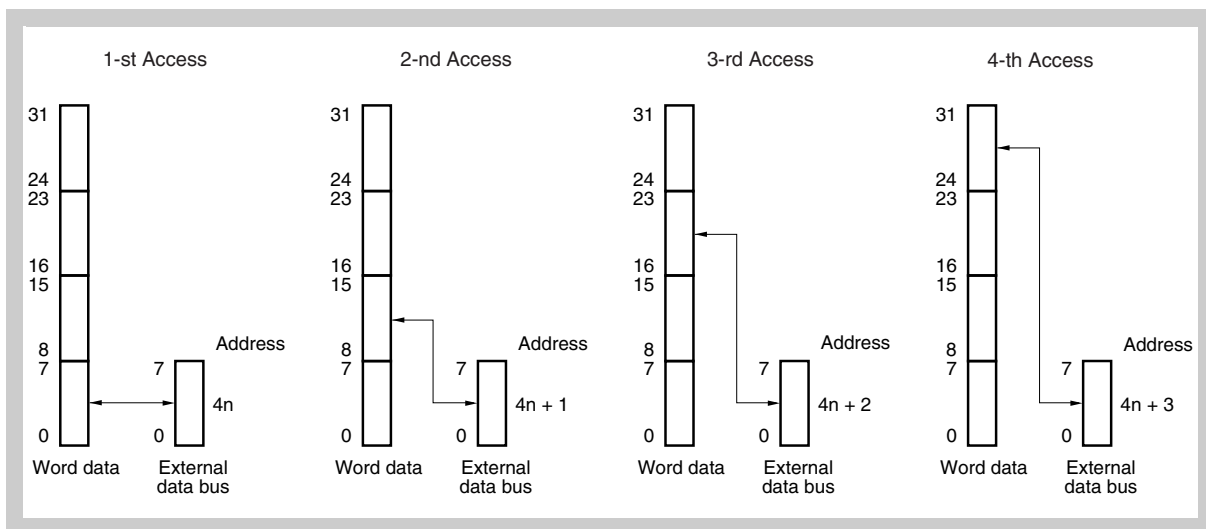 1-st Access
31
24
23
16
15
8
7
0
Word data
Address
7
4n
0
External
data bus
2-nd Access
31
24
23
16
15
8
7
0
Word data
Address
7
4n + 1
0
External
data bus
3-rd Access
31
24
23
16
15
8
7
0
Word data
Address
7
4n + 2
0
External
data bus
4-th Access
31
24
23
16
15
8
7
0
Word data
Address
7
4n + 3
0
External
data bus